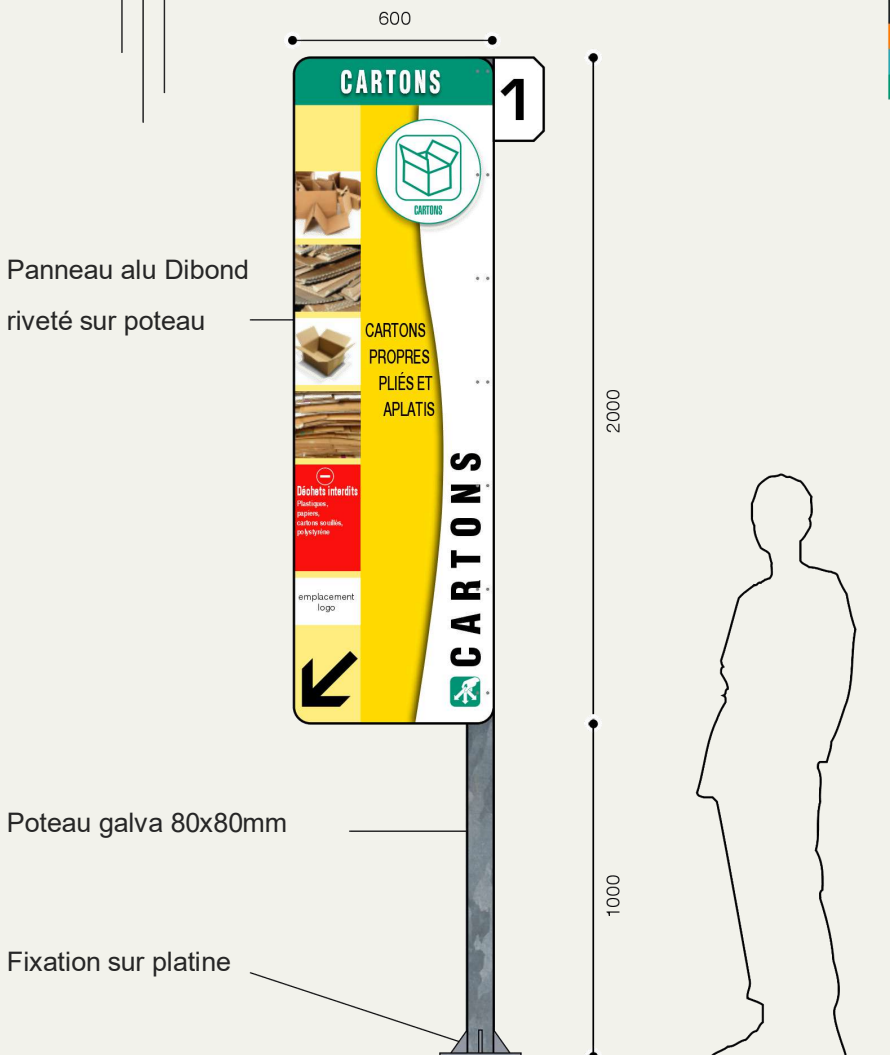 600
CARTONS
1
CARTONS
Panneau alu Dibond
riveté sur poteau
CARTONS
PROPRES
PLIÉS ET
APLATIS
2000
CARTONS
Déchets interdits
Plastiques,
papiers,
cartons souillés,
polystyrène
emplacement
logo
Poteau galva 80x80mm
1000
Fixation sur platine